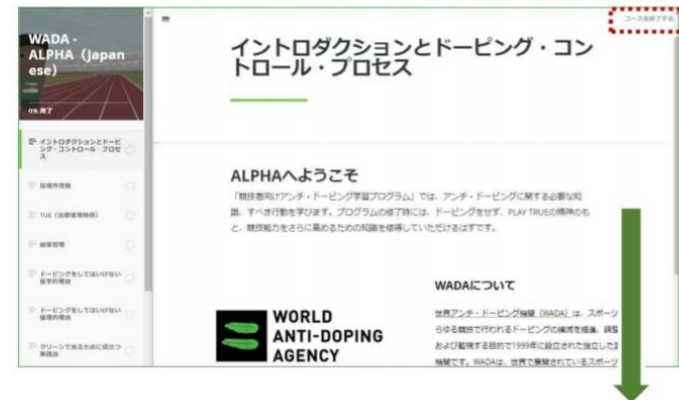 コースを終了する
WADA -
ALPHA（Japan
ese）
0% 完了
イントロダクションとドーピ
ング・コントロール・プロセ
ス
居場所情報
TUE（治療使用特例）
結果管理
ドーピングをしてはいけない
医学的理由
ドーピングをしてはいけない
倫理的理由
クリーンであるために役立つ
実践法
イントロダクションとドーピング・コン
トロール・プロセス
ALPHAへようこそ
「競技者向けアンチ・ドーピング学習プログラム」では、アンチ・ドーピングに関する必要な知
識、すべき行動を学びます。プログラムの修了時には、ドーピングをせず、PLAY TRUEの精神のも
と、競技能力をさらに高めるための知識を修得していただけるはずです。
WORLD
ANTI-DOPING
AGENCY
WADAについて
世界アンチ・ドーピング機関（WADA）は、スポーツ
らゆる競技で行われるドーピングの撲滅を推進、調整
および監視する目的で1999年に設立された独立した
機関です。WADAは、世界で展開されているスポーツ